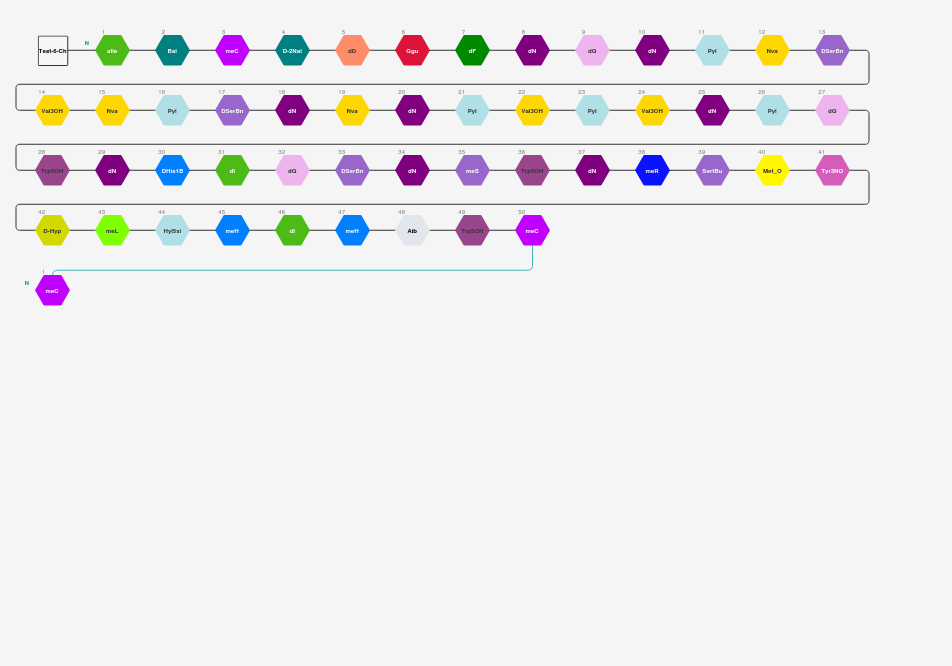 1 2 3 4 5 6 7 8 9 10 11 12 13
Test-6-Ch N aIle Bal meC D-2Nal dD Ggu dF dN dQ dN Pyl Nva DSerBn
14 15 16 17 18 19 20 21 22 23 24 25 26 27
Val3OH Nva Pyl DSerBn dN Nva dN Pyl Val3OH Pyl Val3OH dN Pyl dQ
28 29 30 31 32 33 34 35 36 37 38 39 40 41
Trp5OH dN DHis1B dI dQ DSerBn dN meS Trp5OH dN meR SertBu Met_O Tyr3NO
42 43 44 45 46 47 48 49 50
D-Hyp meL Hyl5xl meH dI meH Aib Trp5OH meC
1
N meC